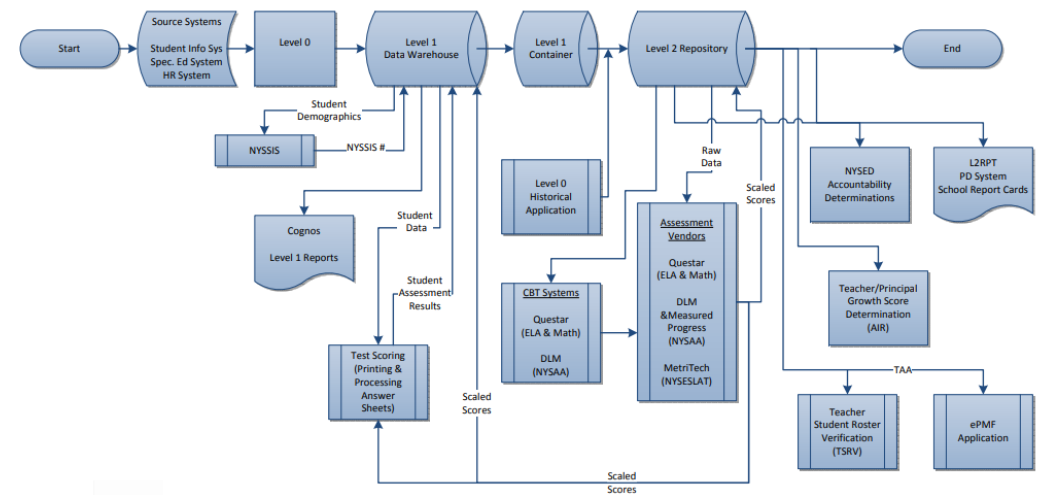 Start
Source Systems
Student Info Sys
Spec. Ed System
HR System
Level 0
Level 1
Data Warehouse
Level 1
Container
Level 2 Repository
End
Student
Demographics
NYSSIS
NYSSIS #
Cognos
Level 1 Reports
Student
Data
Student
Assessment
Results
Test Scoring
(Printing &
Processing
Answer
Sheets)
Scaled
Scores
Level 0
Historical
Application
CBT Systems
Questar
(ELA & Math)
DLM
(NYSAA)
Raw
Data
Assessment
Vendors
Questar
(ELA & Math)
DLM
&Measured
Progress
(NYSAA)
MetriTech
(NYSESLAT)
Scaled
Scores
Scaled
Scores
NYSED
Accountability
Determinations
L2RPT
PD System
School Report Cards
Teacher/Principal
Growth Score
Determination
(AIR)
TAA
Teacher
Student Roster
Verification
(TSRV)
ePMF
Application